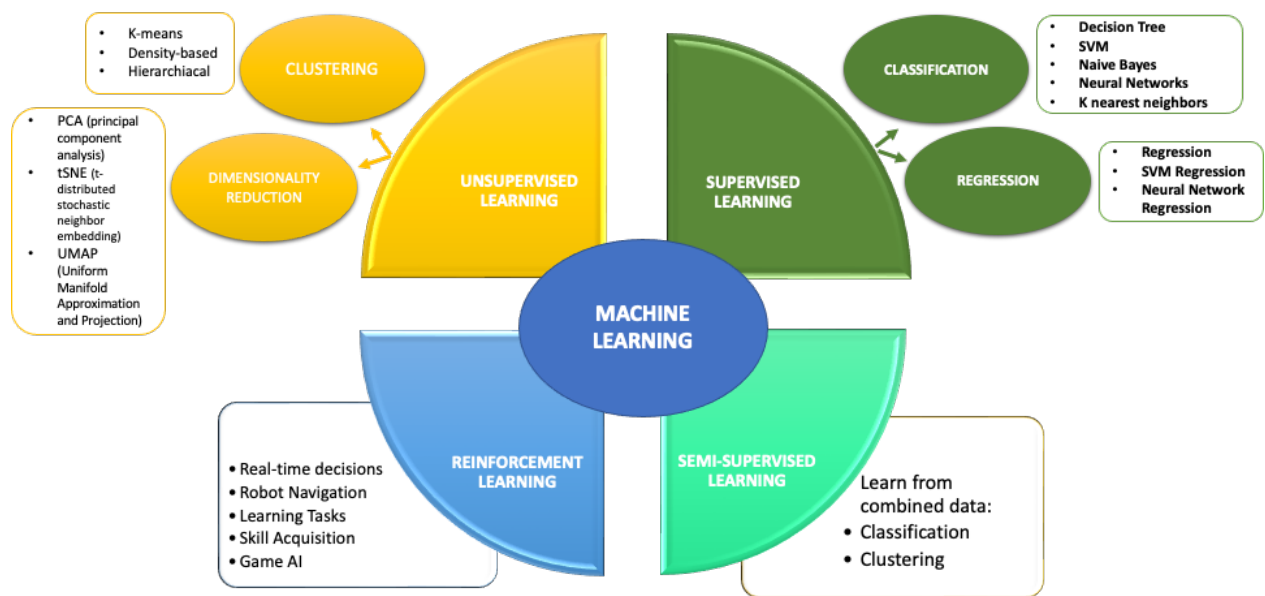 • K-means
• Density-based
• Hierarchiacal
CLUSTERING
• PCA (principal
component
analysis)
• tSNE (t-
distributed
stochastic
neighbor
embedding)
• UMAP
(Uniform
Manifold
Approximation
and Projection)
DIMENSIONALITY
REDUCTION
UNSUPERVISED
LEARNING
SUPERVISED
LEARNING
CLASSIFICATION
• Decision Tree
• SVM
• Naive Bayes
• Neural Networks
• K nearest neighbors
REGRESSION
• Regression
• SVM Regression
• Neural Network
Regression
MACHINE
LEARNING
REINFORCEMENT
LEARNING
• Real-time decisions
• Robot Navigation
• Learning Tasks
• Skill Acquisition
• Game AI
SEMI-SUPERVISED
LEARNING
Learn from
combined data:
• Classification
• Clustering